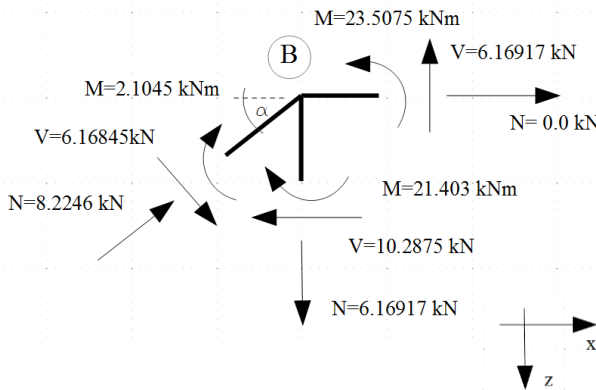 M=23.5075 kNm
B
V=6.16917 kN
M=2.1045 kNm
α
N= 0.0 kN
V=6.16845kN
M=21.403 kNm
N=8.2246 kN
V=10.2875 kN
N=6.16917 kN
x
z